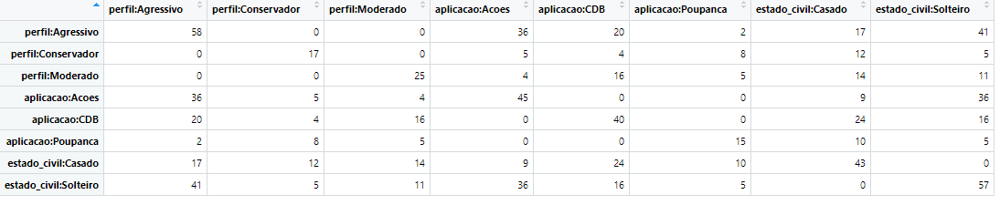 perfil:Agressivo perfil:Conservador perfil:Moderado aplicacao:Acoes aplicacao:CDB aplicacao:Poupanca estado_civil:Casado estado_civil:Solteiro
perfil:Agressivo 58 0 0 36 20 2 17 41
perfil:Conservador 0 17 0 5 4 8 12 5
perfil:Moderado 0 0 25 4 16 5 14 11
aplicacao:Acoes 36 5 4 45 0 0 9 36
aplicacao:CDB 20 4 16 0 40 0 24 16
aplicacao:Poupanca 2 8 5 0 0 15 10 5
estado_civil:Casado 17 12 14 9 24 10 43 0
estado_civil:Solteiro 41 5 11 36 16 5 0 57